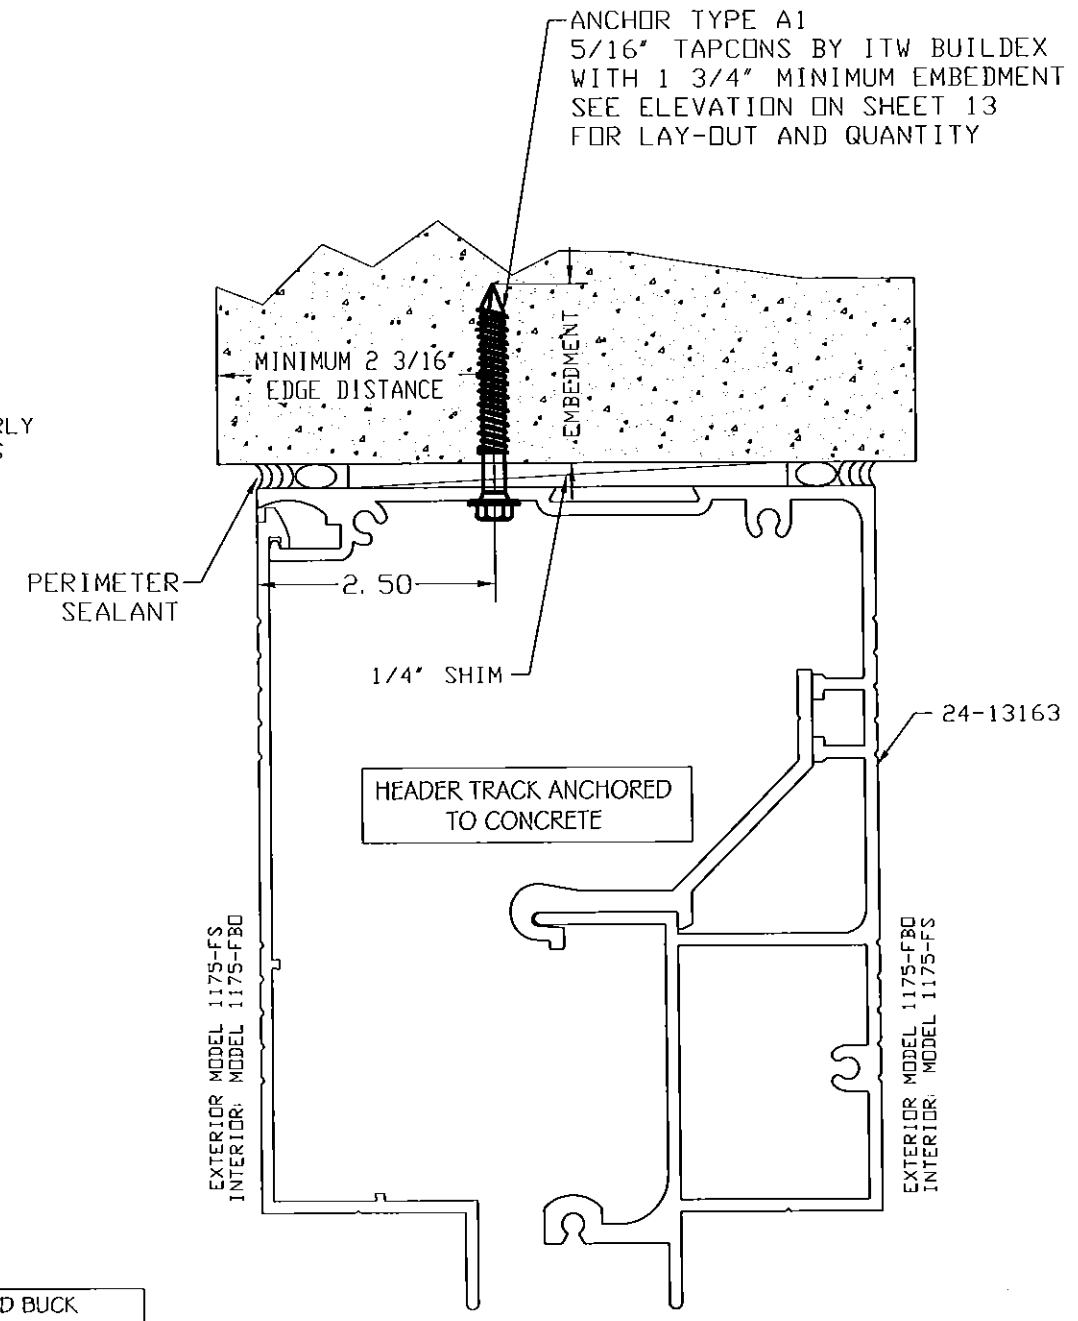 ANCHOR TYPE A1
5/16" TAPCONS BY ITW BUILDEX
WITH 1 3/4" MINIMUM EMBEDMENT
SEE ELEVATION ON SHEET 13
FOR LAY-OUT AND QUANTITY
MINIMUM 2 3/16"
EDGE DISTANCE
EMBEDMENT
RLY
PERIMETER
SEALANT
2.50
1/4" SHIM
24-13163
HEADER TRACK ANCHORED
TO CONCRETE
EXTERIOR MODEL 1175-FS
INTERIOR: MODEL 1175-FBO
EXTERIOR MODEL 1175-FBO
INTERIOR: MODEL 1175-FS
D BUCK